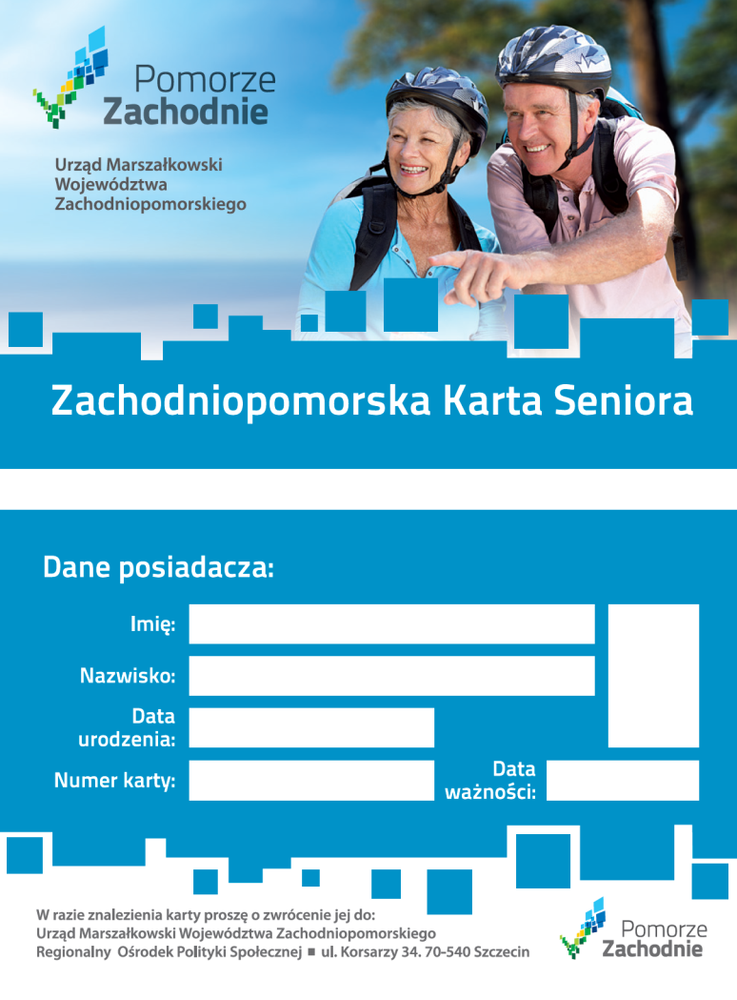 Pomorze
Zachodnie
Urząd Marszałkowski
Województwa
Zachodniopomorskiego
Zachodniopomorska Karta Seniora
Dane posiadacza:
Imię:
Nazwisko:
Data
urodzenia:
Numer karty:
Data
ważności:
W razie znalezienia karty proszę o zwrócenie jej do:
Urząd Marszałkowski Województwa Zachodniopomorskiego
Regionalny Ośrodek Polityki Społecznej ■ ul. Korsarzy 34. 70-540 Szczecin
Pomorze
Zachodnie